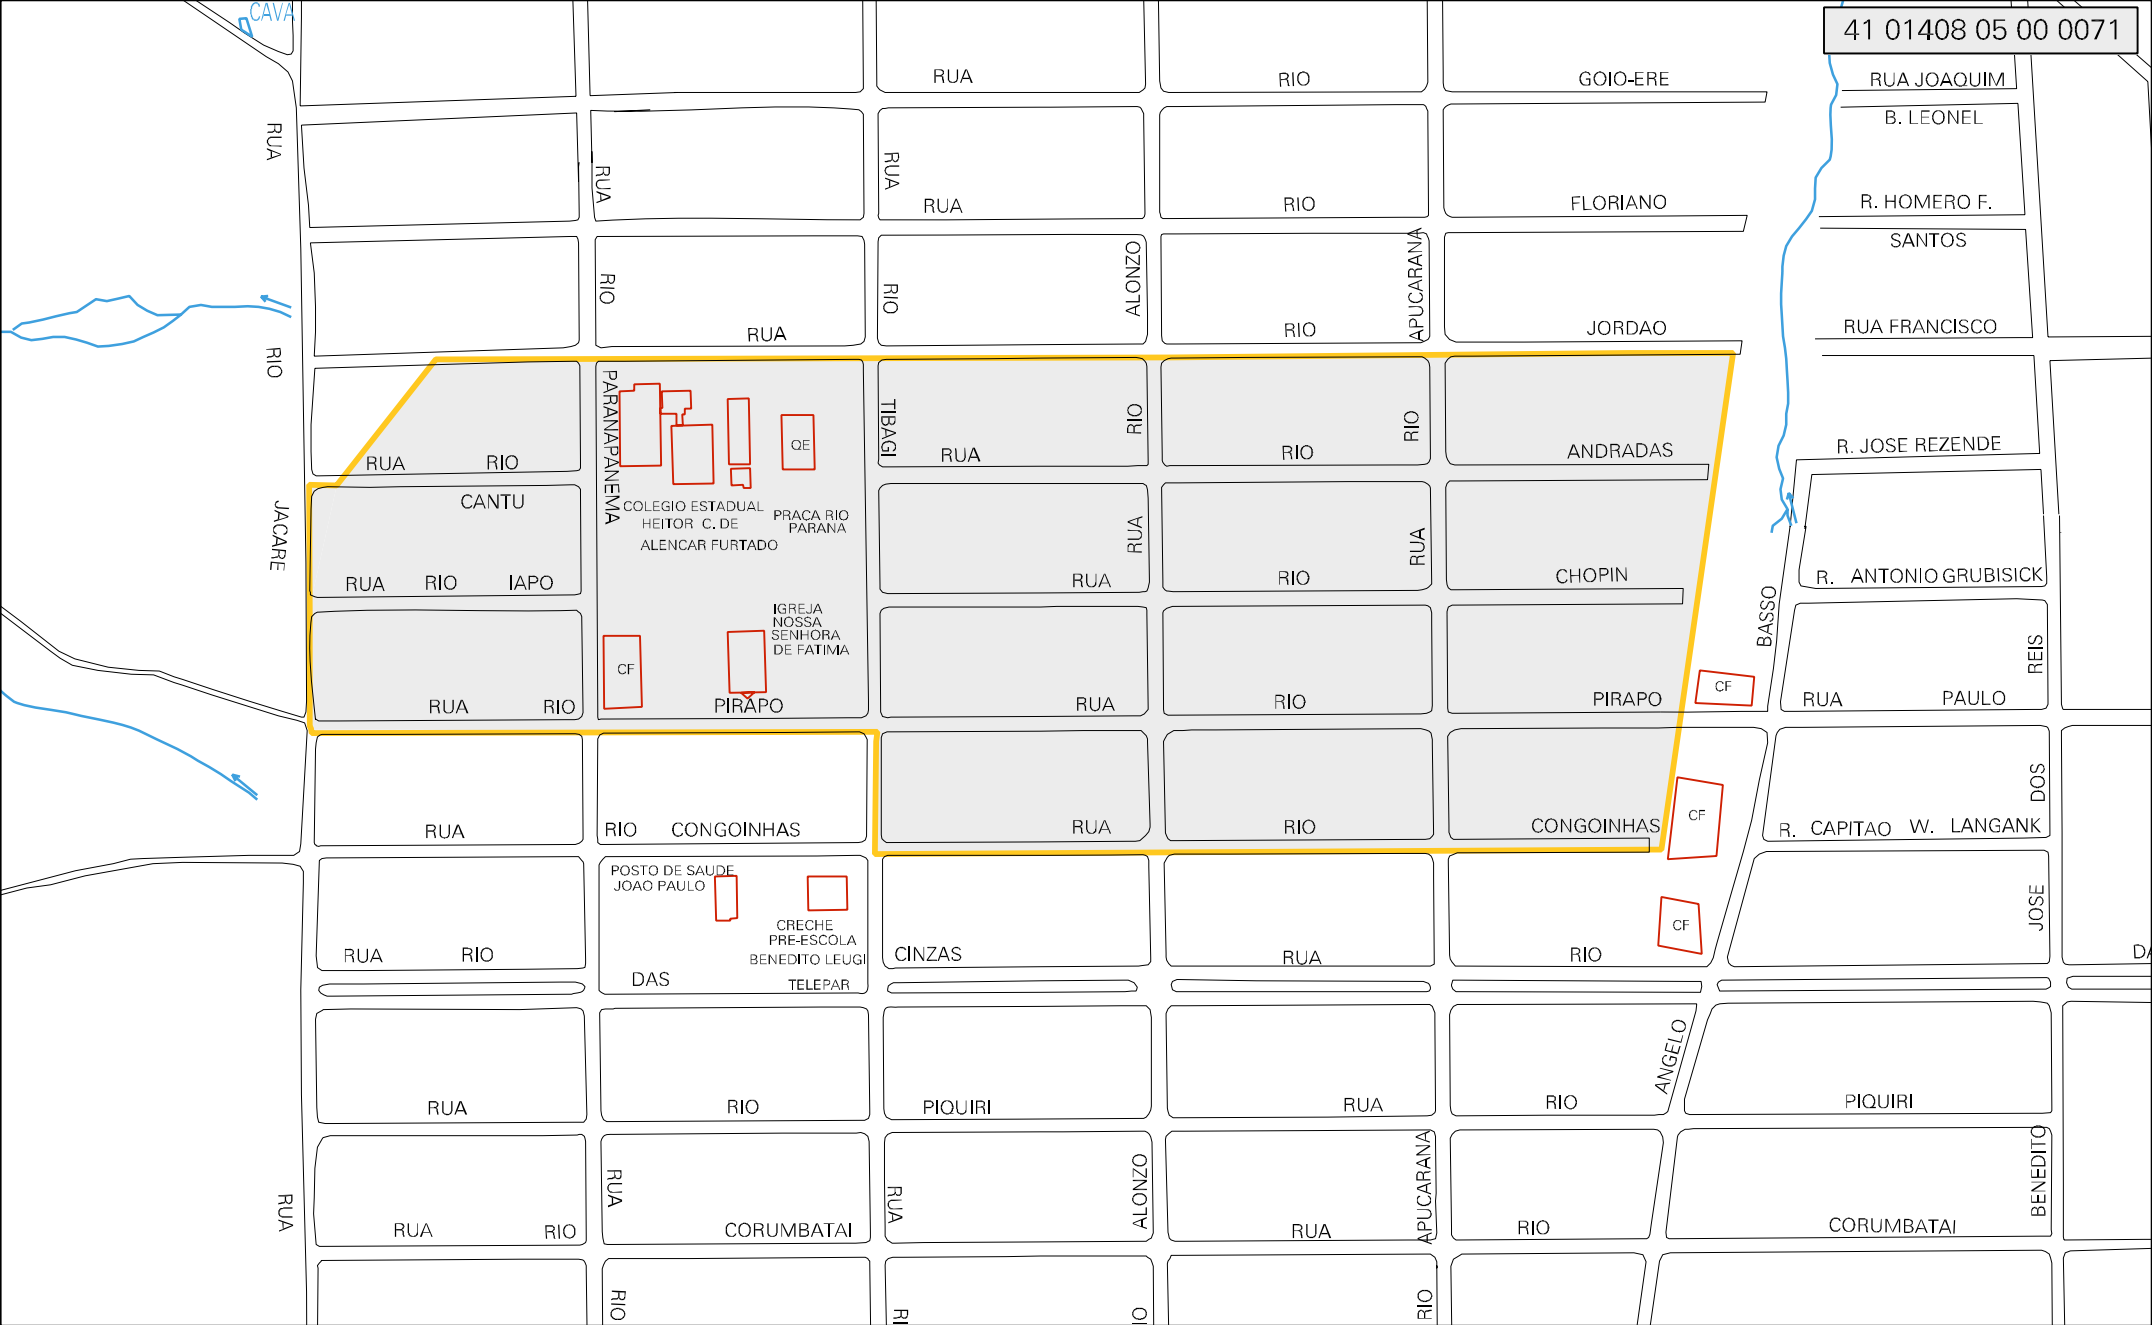 CAVA
41 01408 05 00 0071
RUA RIO GOIO-ERE
RUA JOAQUIM
B. LEONEL
RUA
RUA
RUA
RUA RIO FLORIANO
R. HOMERO F.
SANTOS
RIO
RIO
ALONZO
APUCARANA
RUA RIO JORDAO
RUA FRANCISCO
RIO
PARANAPANEMA
TIBAGI
RIO
RIO
QE
RUA RIO
RUA RIO ANDRADAS
R. JOSE REZENDE
CANTU
JACARE
COLEGIO ESTADUAL
HEITOR C. DE
ALENCAR FURTADO
PRACA RIO
PARANA
RUA
RUA
RUA RIO IAPO
RUA RIO CHOPIN
R. ANTONIO GRUBISICK
BASSO
IGREJA
NOSSA
SENHORA
DE FATIMA
CF
REIS
CF
RUA RIO PIRAPO
RUA RIO PIRAPO
RUA PAULO
DOS
CF
RUA RIO CONGOINHAS
RUA RIO CONGOINHAS
R. CAPITAO W. LANGANK
POSTO DE SAUDE
JOAO PAULO
CRECHE
PRE-ESCOLA
BENEDITO LEUGI
TELEPAR
CF
JOSE
RUA RIO DAS CINZAS
RUA RIO
DA
ANGELO
RUA RIO PIQUIRI
RUA RIO PIQUIRI
RUA
RUA
RUA
ALONZO
APUCARANA
BENEDITO
RUA RIO CORUMBATAI
RUA RIO CORUMBATAI
RIO
RI
IO
RIO